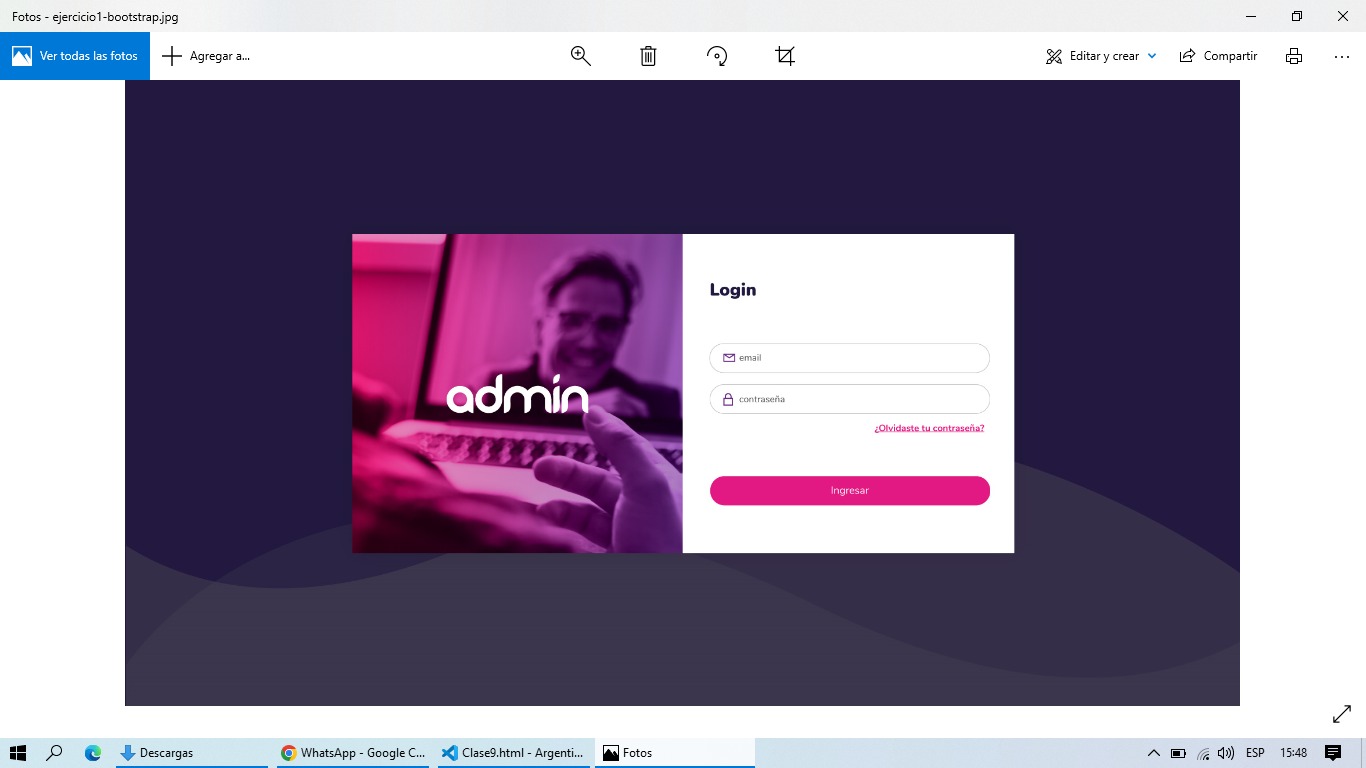 Fotos - ejercicio1-bootstrap.jpg
Ver todas las fotos
Agregar a...
Editar y crear
Compartir
admin
Login
email
contraseña
¿Olvidaste tu contraseña?
Ingresar
Descargas
WhatsApp - Google C...
Clase9.html - Argenti...
Fotos
ESP
15:48